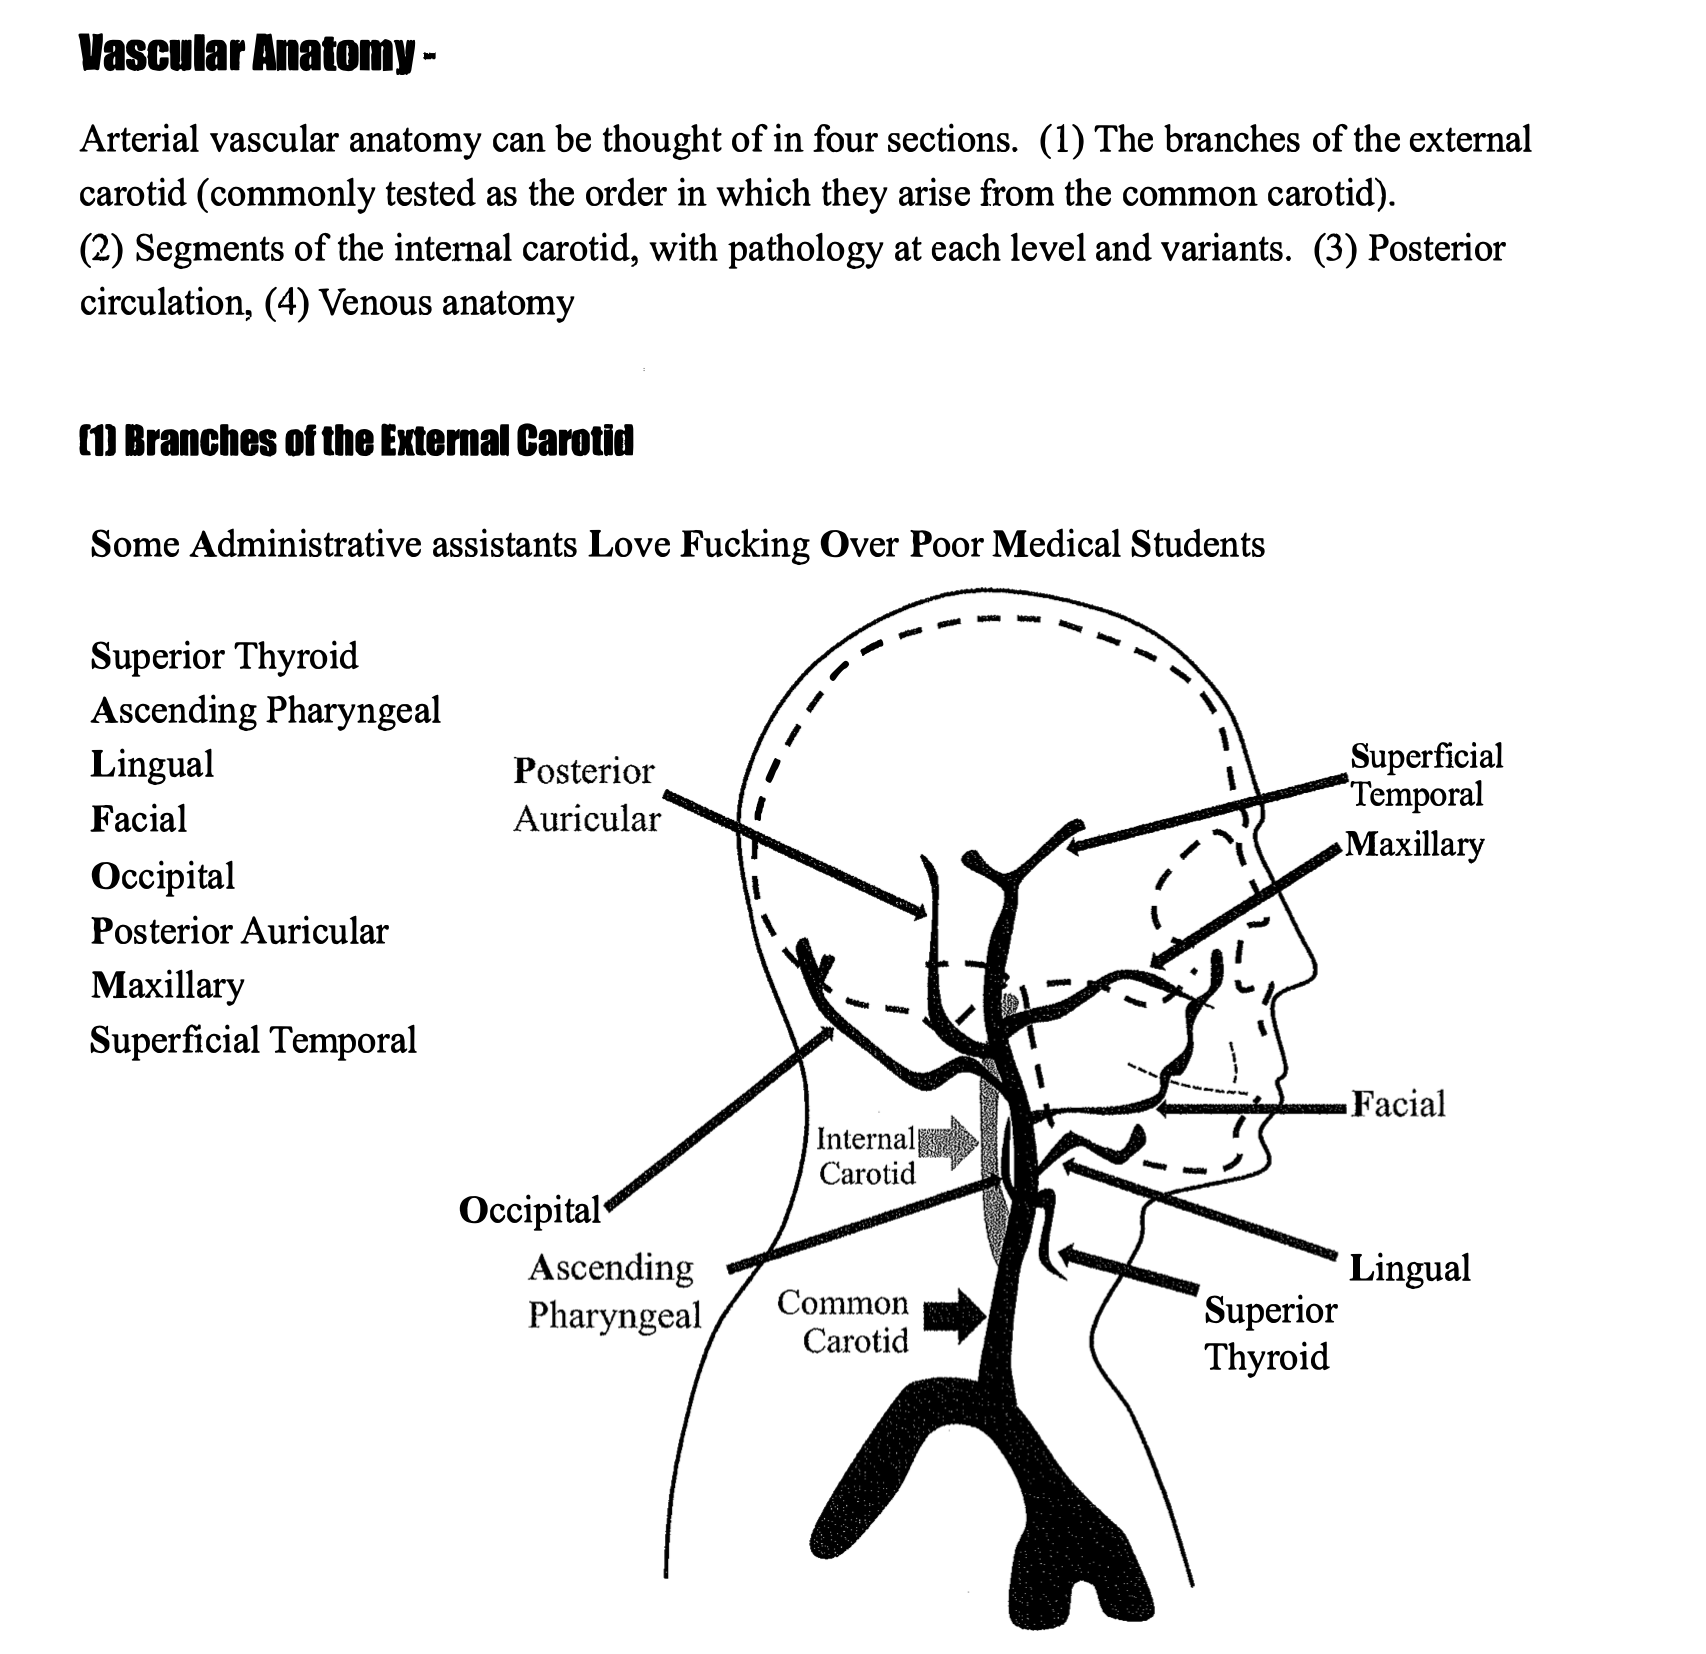 Vascular Anatomy -
Arterial vascular anatomy can be thought of in four sections. (1) The branches of the external
carotid (commonly tested as the order in which they arise from the common carotid).
(2) Segments of the internal carotid, with pathology at each level and variants. (3) Posterior
circulation, (4) Venous anatomy
(1) Branches of the External Carotid
Some Administrative assistants Love Fucking Over Poor Medical Students
Superior Thyroid
Ascending Pharyngeal
Lingual
Facial
Occipital
Posterior Auricular
Maxillary
Superficial Temporal
Posterior
Auricular
Superficial
Temporal
Maxillary
Facial
Internal
Carotid
Occipital
Ascending
Pharyngeal
Common
Carotid
Lingual
Superior
Thyroid